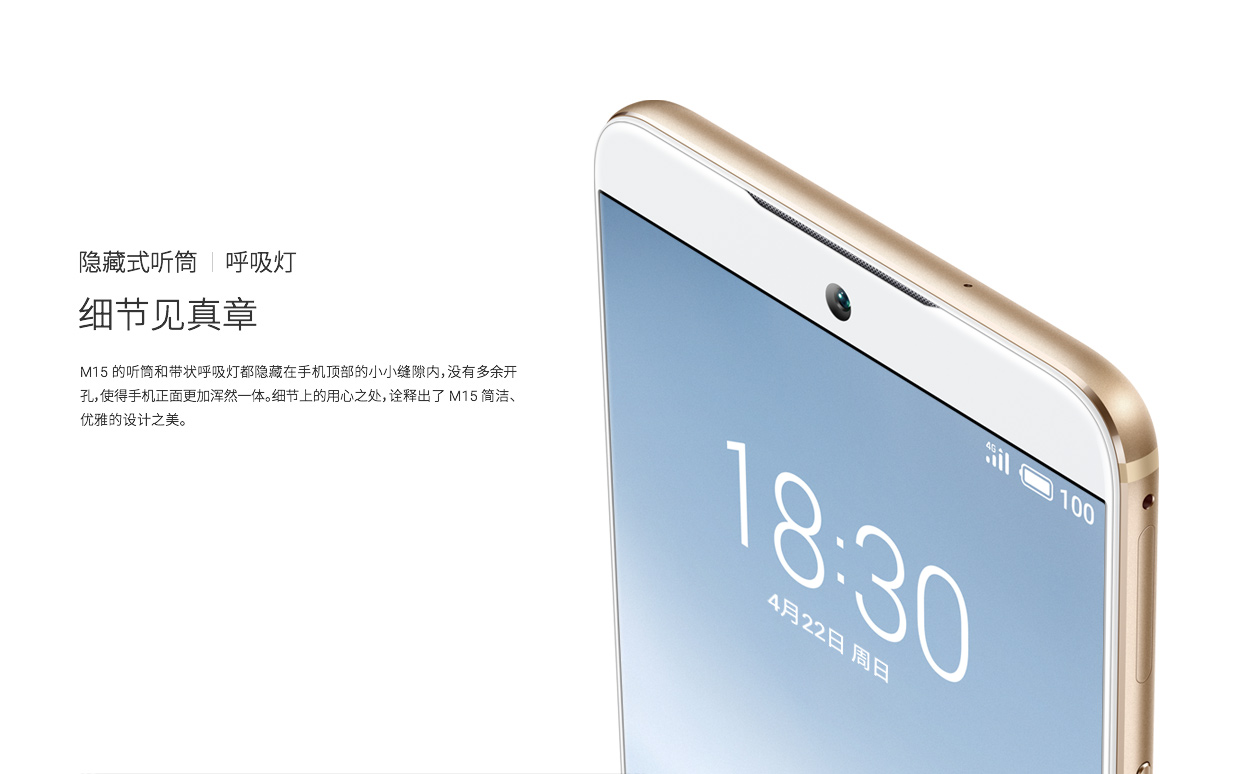 隐藏式听筒 | 呼吸灯
细节见真章
M15 的听筒和带状呼吸灯都隐藏在手机顶部的小小缝隙内,没有多余开
孔,使得手机正面更加浑然一体。细节上的用心之处,诠释出了 M15 简洁、
优雅的设计之美。
4G
100
18:30
4月22日 周日